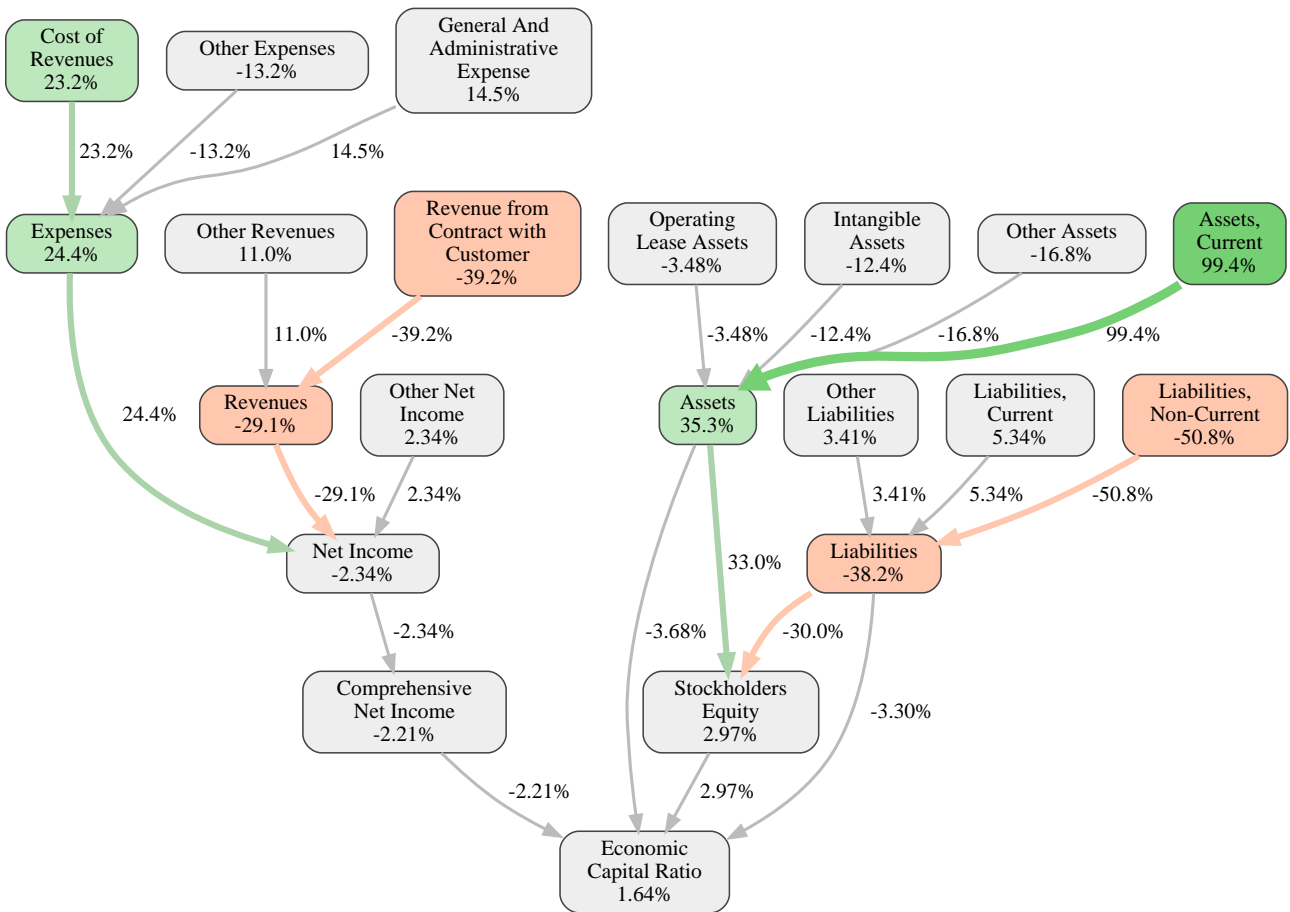 Cost of
Revenues
23.2%
Other Expenses
-13.2%
General And
Administrative
Expense
14.5%
23.2%
-13.2%
14.5%
Expenses
24.4%
Other Revenues
11.0%
Revenue from
Contract with
Customer
-39.2%
Operating
Lease Assets
-3.48%
Intangible
Assets
-12.4%
Other Assets
-16.8%
Assets,
Current
99.4%
11.0%
-39.2%
-3.48%
-12.4%
-16.8%
99.4%
24.4%
Revenues
-29.1%
Other Net
Income
2.34%
Assets
35.3%
Other
Liabilities
3.41%
Liabilities,
Current
5.34%
Liabilities,
Non-Current
-50.8%
-29.1%
2.34%
3.41%
5.34%
-50.8%
Net Income
-2.34%
33.0%
Liabilities
-38.2%
-2.34%
-3.68%
-30.0%
Comprehensive
Net Income
-2.21%
Stockholders
Equity
2.97%
-3.30%
-2.21%
2.97%
Economic
Capital Ratio
1.64%